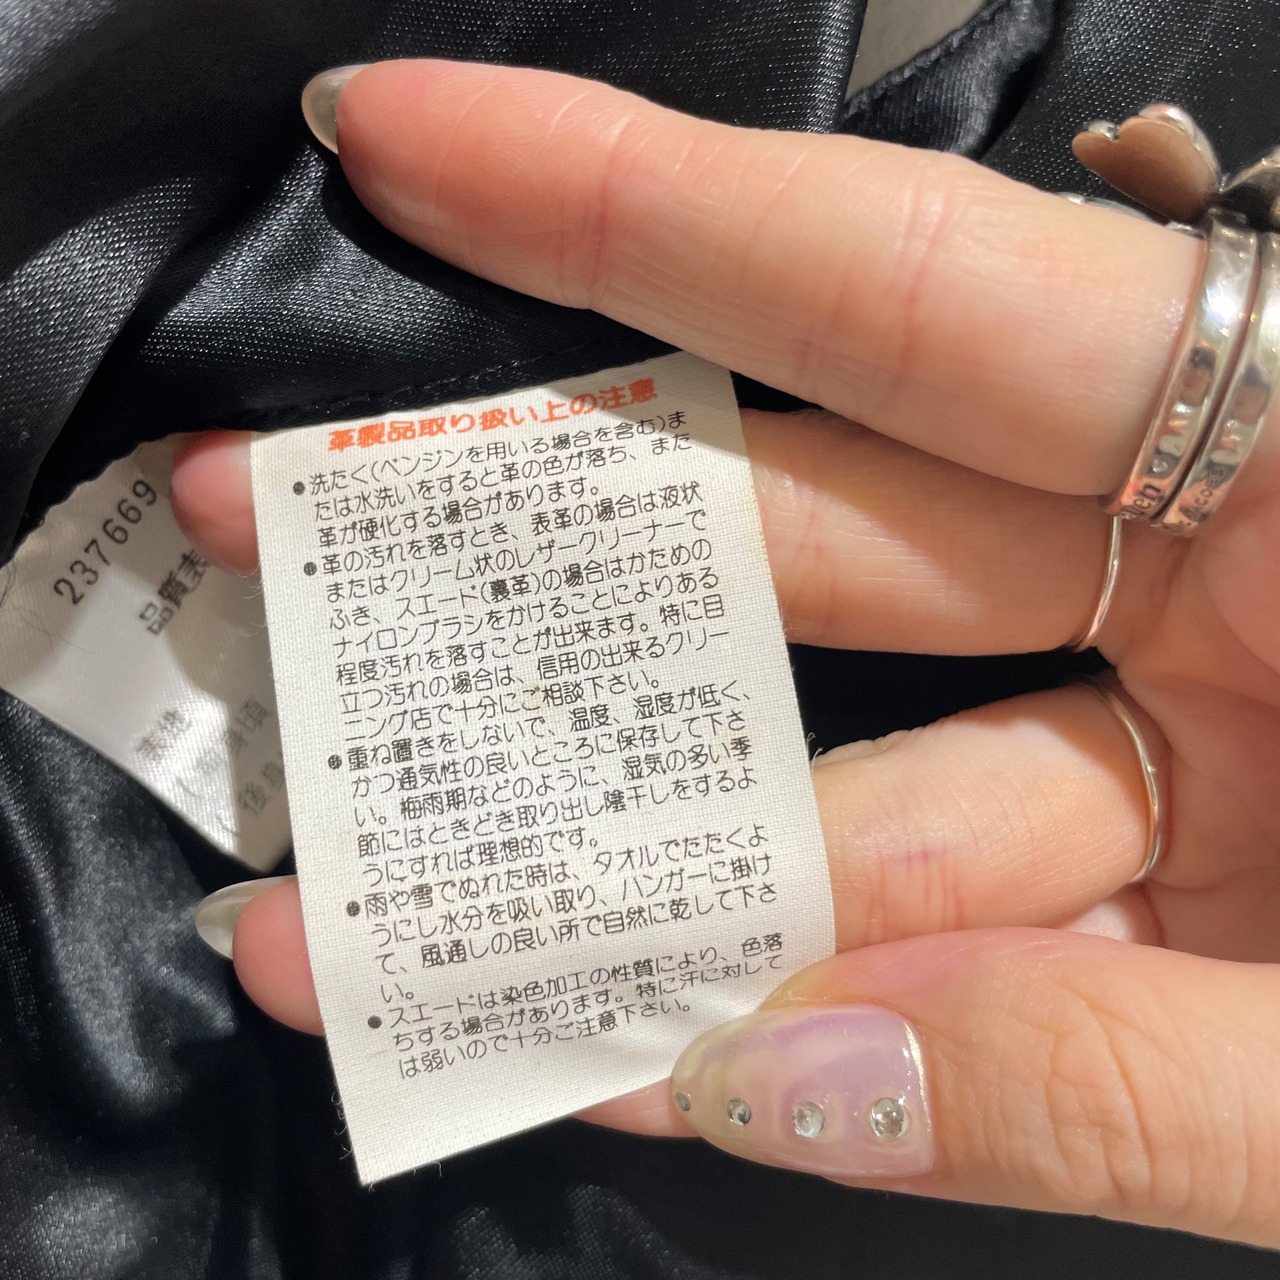 革製品取り扱い上の注意
●洗たく(ベンジンを用いる場合を含む)ま
たは水洗いをすると革の色が落ち、また
革が硬化する場合があります。
●革の汚れを落すとき、表革の場合は液状
またはクリーム状のレザークリーナーで
ふき、スエード(裏革)の場合はかための
ナイロンブラシをかけることによりある
程度汚れを落すことが出来ます。特に目
立つ汚れの場合は、信用の出来るクリー
ニング店で十分にご相談下さい。
●重ね置きをしないで、温度、湿度が低く、
かつ通気性の良いところに保存して下さ
い。梅雨期などのように、湿気の多い季
節にはときどき取り出し陰干しをするよ
うにすれば理想的です。
●雨や雪でぬれた時は、タオルでたたくよ
うにし水分を吸い取り、ハンガーに掛け
て、風通しの良い所で自然に乾して下さ
い。
●スエードは染色加工の性質により、色落
ちする場合があります。特に汗に対して
は弱いので十分ご注意下さい。
237669
品質表